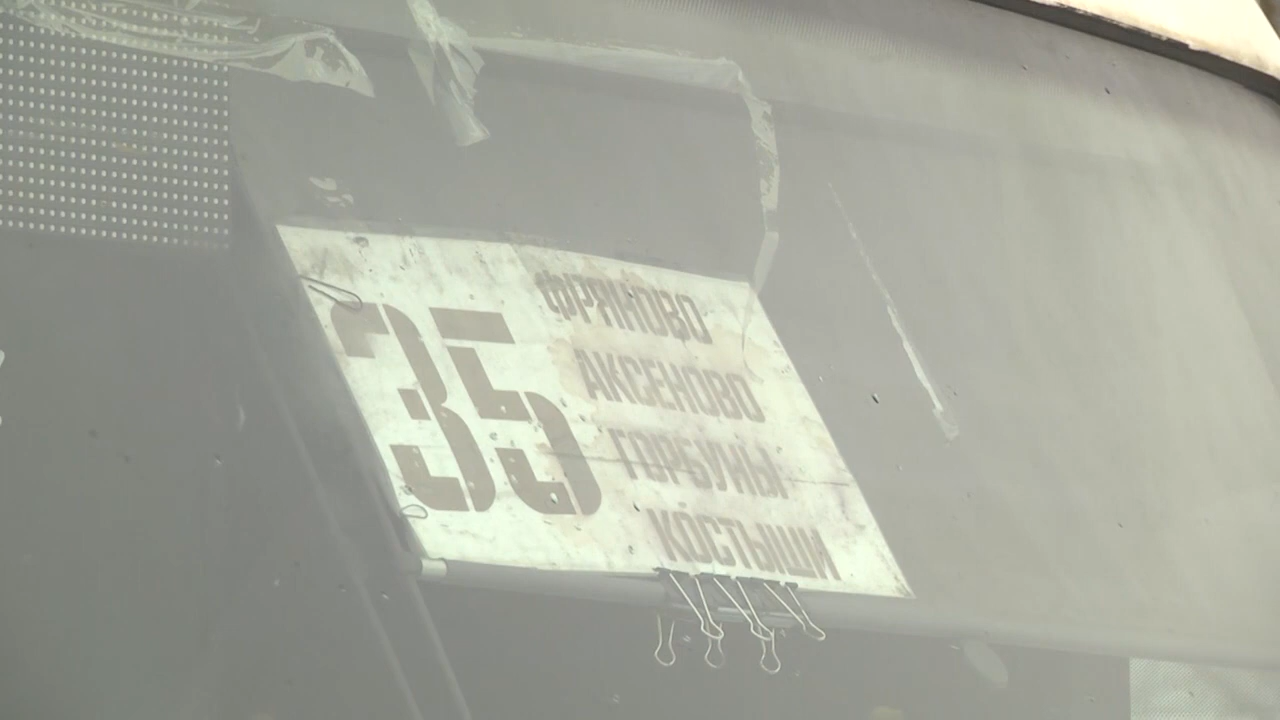 35
ФРЯНОВО
АКСЕНОВО
ГОРБУНЫ
КОСТЫШИ